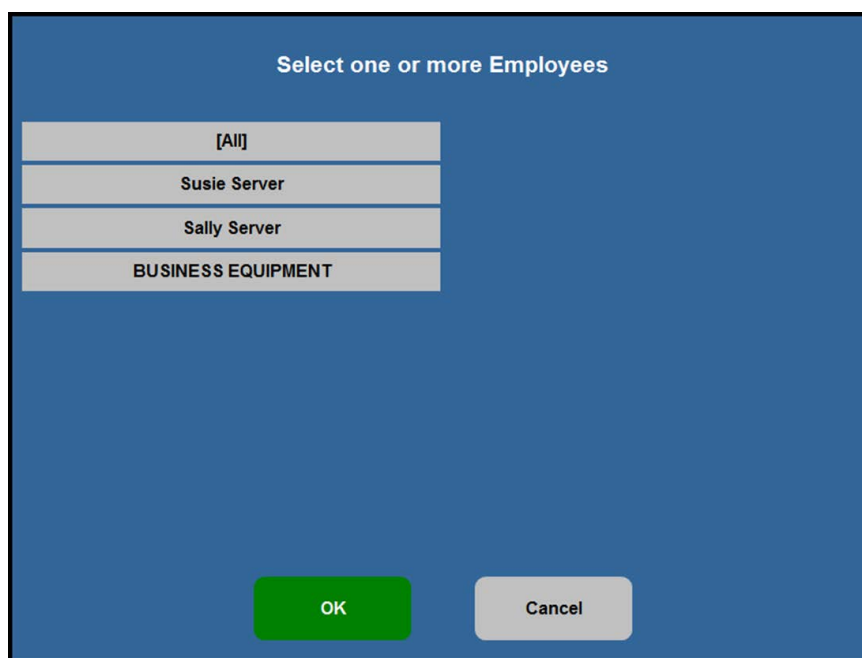 Select one or more Employees
[All]
Susie Server
Sally Server
BUSINESS EQUIPMENT
OK
Cancel